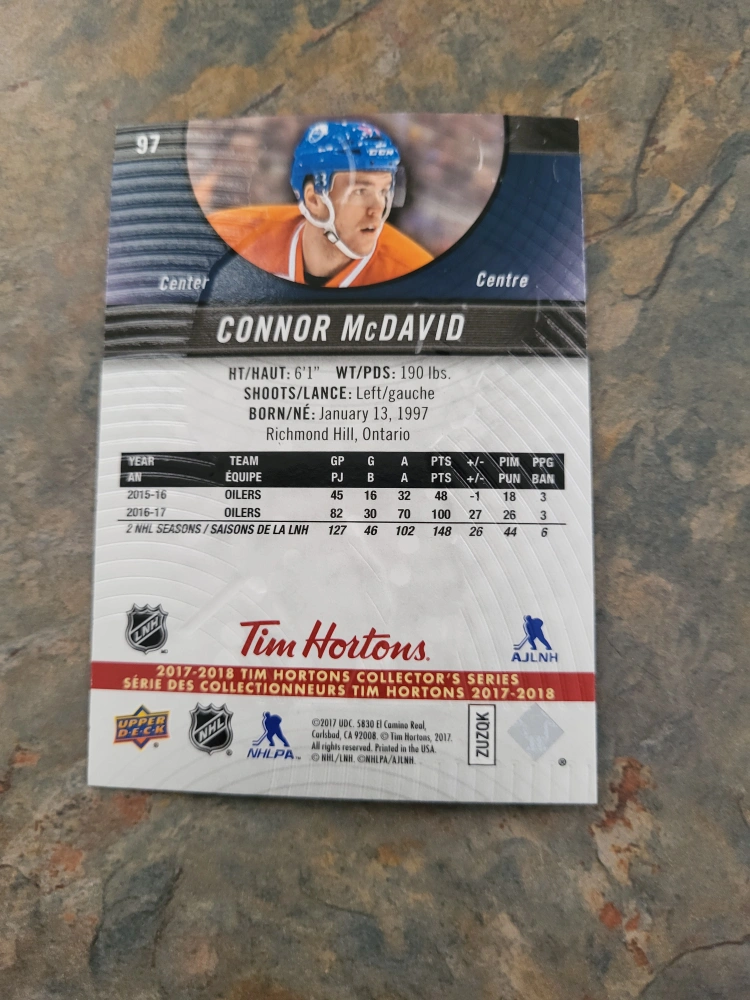 97
CCM
Center
Centre
CONNOR McDAVID
HT/HAUT: 6'1" WT/PDS: 190 lbs.
SHOOTS/LANCE: Left/gauche
BORN/NÉ: January 13, 1997
Richmond Hill, Ontario
YEAR TEAM GP G A PTS +/- PIM PPG
AN ÉQUIPE PJ B A PTS +/- PUN BAN
2015-16 OILERS 45 16 32 48 -1 18 3
2016-17 OILERS 82 30 70 100 27 26 3
2 NHL SEASONS / SAISONS DE LA LNH 127 46 102 148 26 44 6
LNH
Tim Hortons.
AJLNH
2017-2018 TIM HORTONS COLLECTOR'S SERIES
SÉRIE DES COLLECTIONNEURS TIM HORTONS 2017-2018
UPPER DECK
NHL
NHLPA™
©2017 UDC. 5830 El Camino Real,
Carlsbad, CA 92008. © Tim Hortons, 2017.
All rights reserved. Printed in the USA.
© NHL/LNH. ©NHLPA/AJLNH.
ZUZQK